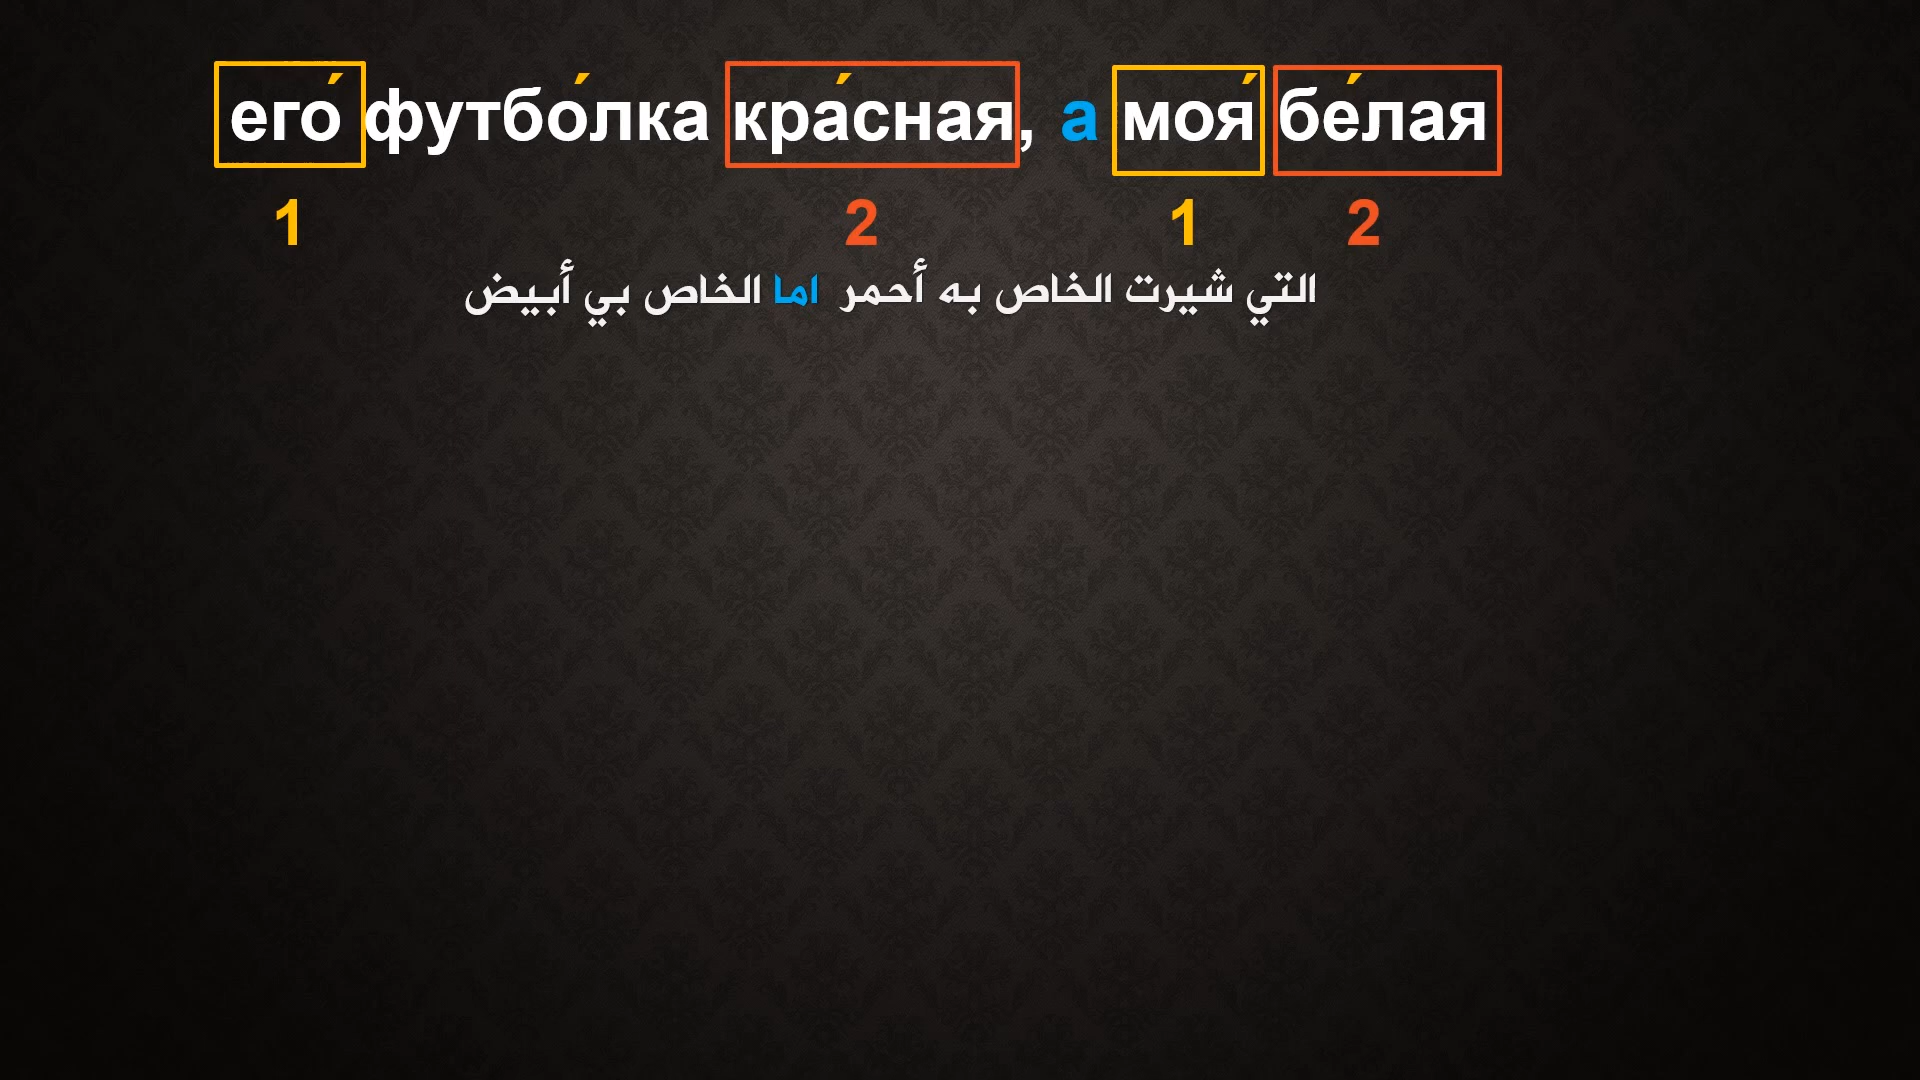 его́ футбо́лка кра́сная, а моя́ бе́лая
1 2 1 2
التي شيرت الخاص به أحمر اما الخاص بي أبيض